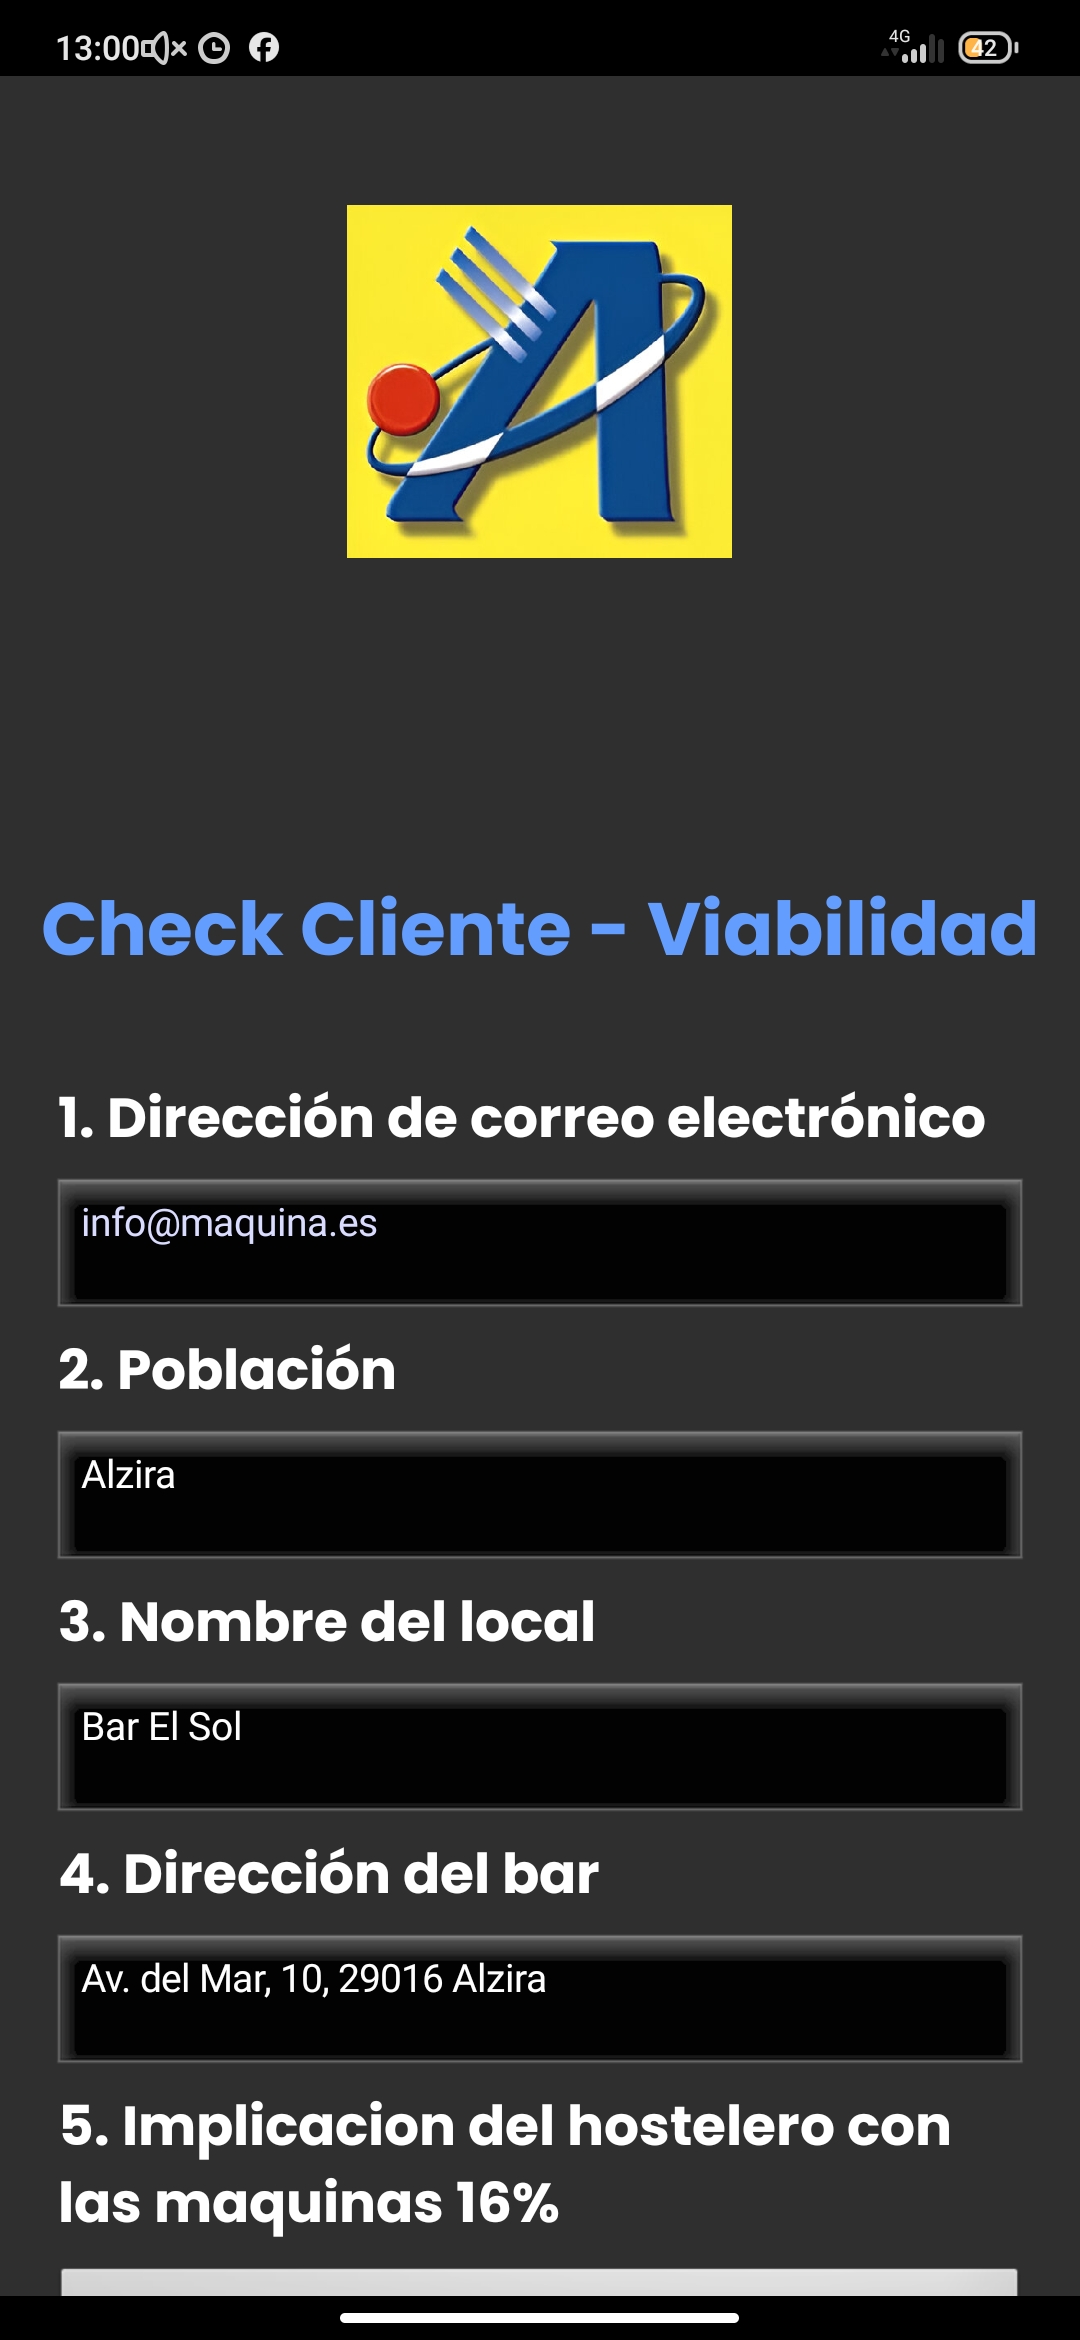 13:00
4G
42
Check Cliente - Viabilidad
1. Dirección de correo electrónico
info@maquina.es
2. Población
Alzira
3. Nombre del local
Bar El Sol
4. Dirección del bar
Av. del Mar, 10, 29016 Alzira
5. Implicacion del hostelero con
las maquinas 16%